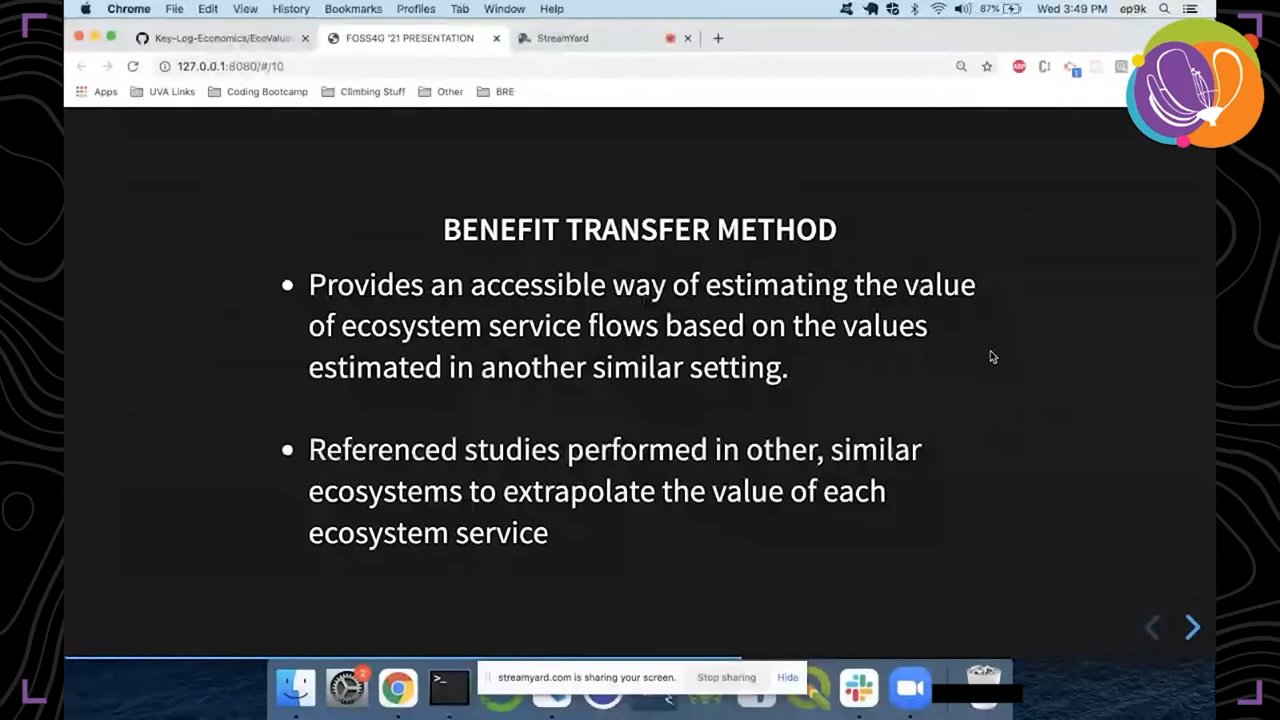 Chrome File Edit View History Bookmarks Profiles Tab Window Help 87% Wed 3:49 PM ep9k
Key-Log-Economics/EcoValua × FOSS4G '21 PRESENTATION × StreamYard × +
127.0.0.1:8080/#/10
Apps UVA Links Coding Bootcamp Climbing Stuff Other BRE
BENEFIT TRANSFER METHOD
• Provides an accessible way of estimating the value
of ecosystem service flows based on the values
estimated in another similar setting.
• Referenced studies performed in other, similar
ecosystems to extrapolate the value of each
ecosystem service
streamyard.com is sharing your screen. Stop sharing Hide